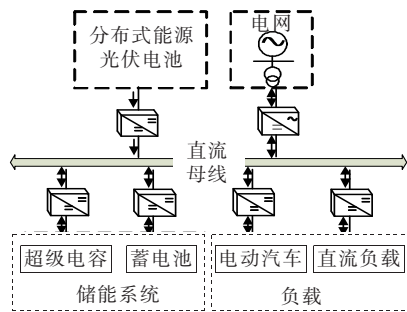 分布式能源
光伏电池
电网
直流
母线
超级电容
蓄电池
电动汽车
直流负载
储能系统
负载